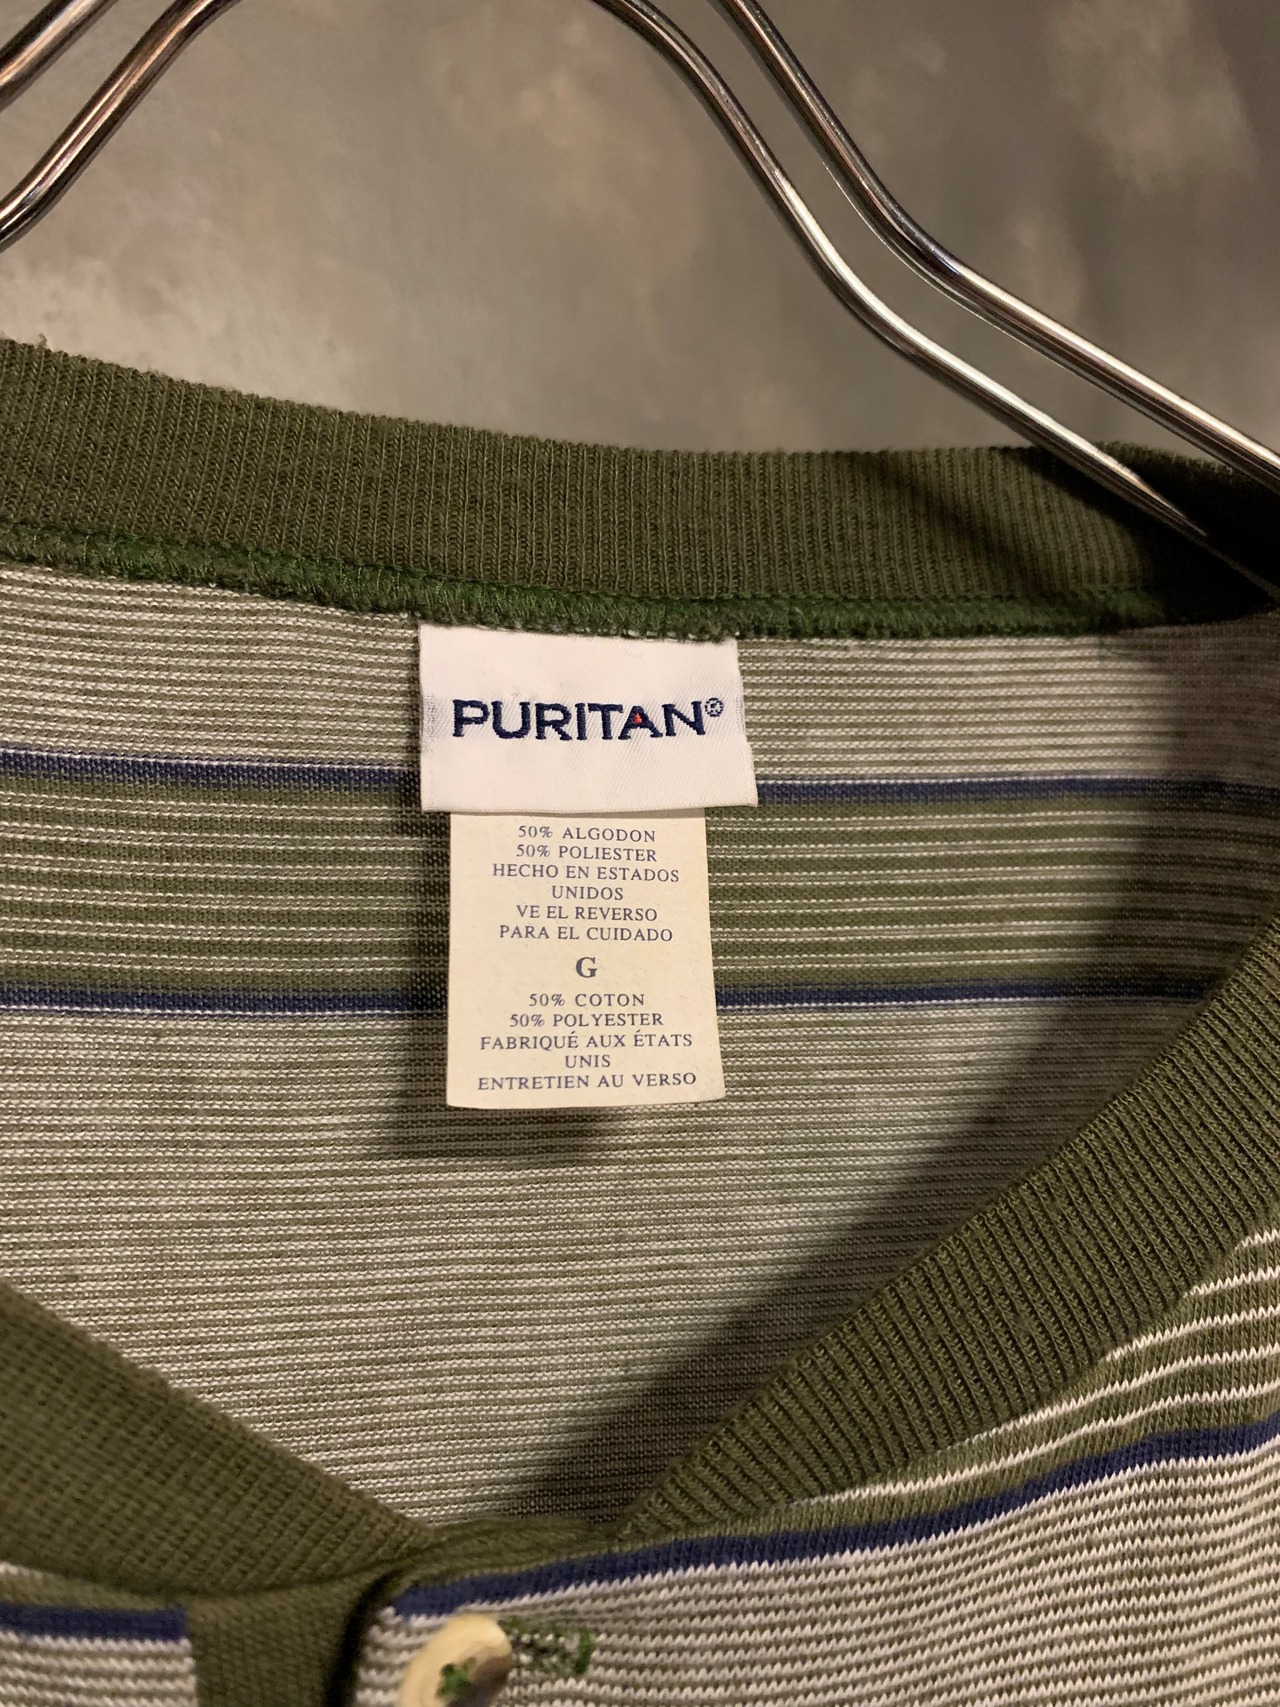 PURITAN®
50% ALGODON
50% POLIESTER
HECHO EN ESTADOS
UNIDOS
VE EL REVERSO
PARA EL CUIDADO
G
50% COTON
50% POLYESTER
FABRIQUÉ AUX ÉTATS
UNIS
ENTRETIEN AU VERSO